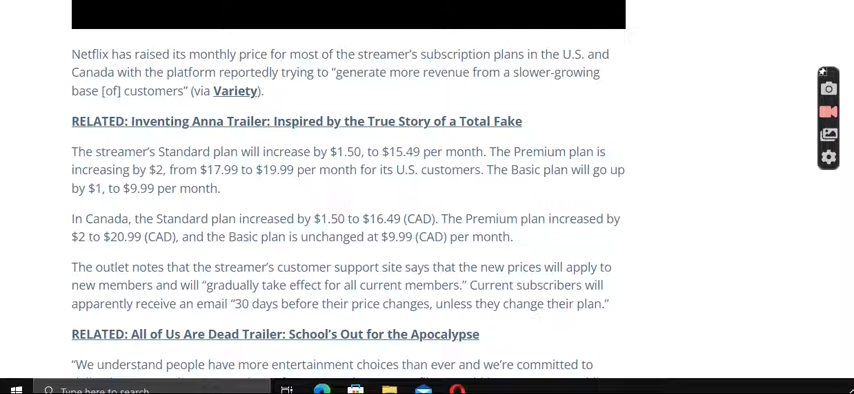 Netflix has raised its monthly price for most of the streamer's subscription plans in the U.S. and
Canada with the platform reportedly trying to “generate more revenue from a slower-growing
base [of] customers” (via Variety).
RELATED: Inventing Anna Trailer: Inspired by the True Story of a Total Fake
The streamer's Standard plan will increase by $1.50, to $15.49 per month. The Premium plan is
increasing by $2, from $17.99 to $19.99 per month for its U.S. customers. The Basic plan will go up
by $1, to $9.99 per month.
In Canada, the Standard plan increased by $1.50 to $16.49 (CAD). The Premium plan increased by
$2 to $20.99 (CAD), and the Basic plan is unchanged at $9.99 (CAD) per month.
The outlet notes that the streamer's customer support site says that the new prices will apply to
new members and will “gradually take effect for all current members.” Current subscribers will
apparently receive an email “30 days before their price changes, unless they change their plan.”
RELATED: All of Us Are Dead Trailer: School's Out for the Apocalypse
“We understand people have more entertainment choices than ever and we're committed to
Type here to search